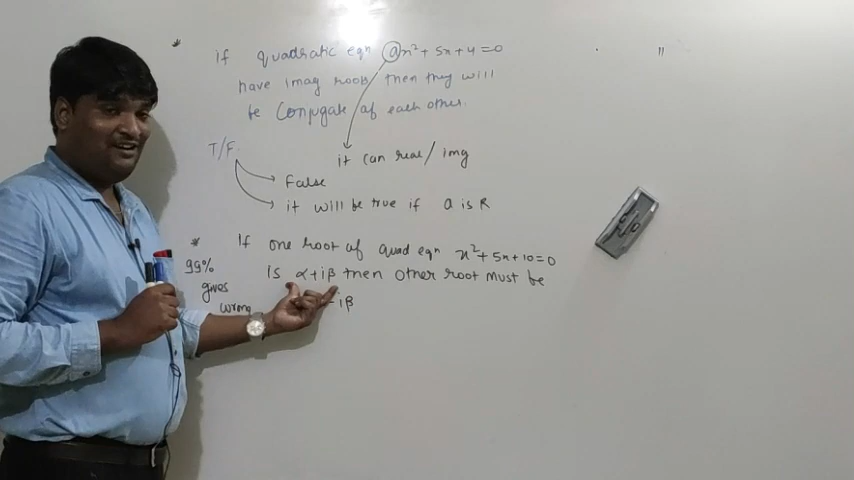 * if quadratic eqn ax² + 5x + 4 = 0
have imag roots then they will
be Conjugate of each other.
T/F.
it can real/img
False
it will be true if a is R
* If one root of quad eqn x² + 5x + 10 = 0
99% is α+iβ then other root must be
gives
wrong -iβ
"